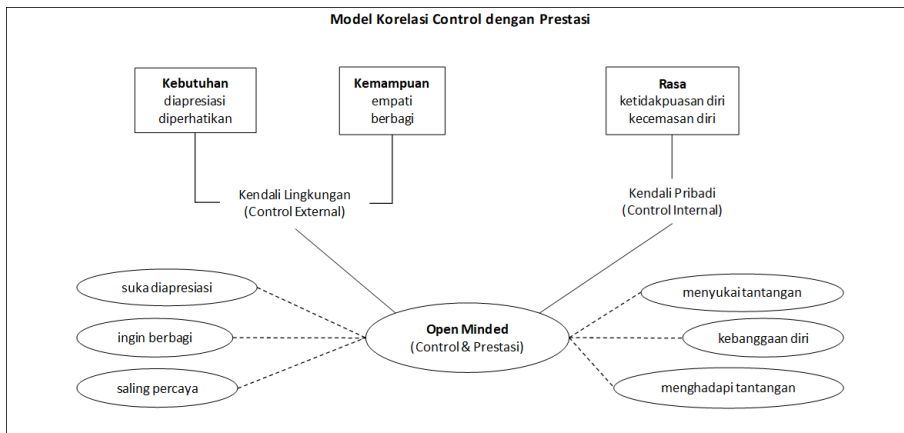 Model Korelasi Control dengan Prestasi
Kebutuhan
diapresiasi
diperhatikan
Kemampuan
empati
berbagi
Rasa
ketidakpuasan diri
kecemasan diri
Kendali Lingkungan
(Control External)
Kendali Pribadi
(Control Internal)
suka diapresiasi
ingin berbagi
saling percaya
Open Minded
(Control & Prestasi)
menyukai tantangan
kebanggaan diri
menghadapi tantangan